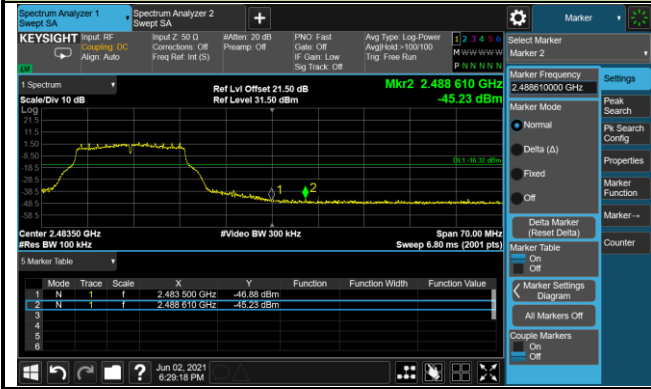 Spectrum Analyzer 1
Swept SA
Spectrum Analyzer 2
Swept SA
+
Marker
KEYSIGHT
Input: RF
Coupling: DC
Align: Auto
Input Z: 50 Ω
Corrections: Off
Freq Ref: Int (S)
#Atten: 20 dB
Preamp: Off
PNO: Fast
Gate: Off
IF Gain: Low
Sig Track: Off
Avg Type: Log-Power
Avg|Hold >100/100
Trig: Free Run
1 2 3 4 5 6
M W W W W W
P N N N N N
LV
Select Marker
Marker 2
1 Spectrum
Scale/Div 10 dB
Log
Ref Lvl Offset 21.50 dB
Ref Level 31.50 dBm
Mkr2 2.488 610 GHz
-45.23 dBm
21.5
11.5
1.50
-8.50
-18.5
-28.5
-38.5
-48.5
-58.5
DL1 -16.32 dBm
1
2
Center 2.48350 GHz
#Res BW 100 kHz
#Video BW 300 kHz
Span 70.00 MHz
Sweep 6.80 ms (2001 pts)
5 Marker Table
Mode Trace Scale X Y Function Function Width Function Value
1 N 1 f 2.483 500 GHz -46.88 dBm
2 N 1 f 2.488 610 GHz -45.23 dBm
3
4
5
6
Marker Frequency
2.488610000 GHz
Marker Mode
Normal
Delta (Δ)
Fixed
Off
Delta Marker
(Reset Delta)
Marker Table
On
Off
Marker Settings
Diagram
All Markers Off
Couple Markers
On
Off
Settings
Peak
Search
Pk Search
Config
Properties
Marker
Function
Marker→
Counter
?
Jun 02, 2021
6:29:18 PM